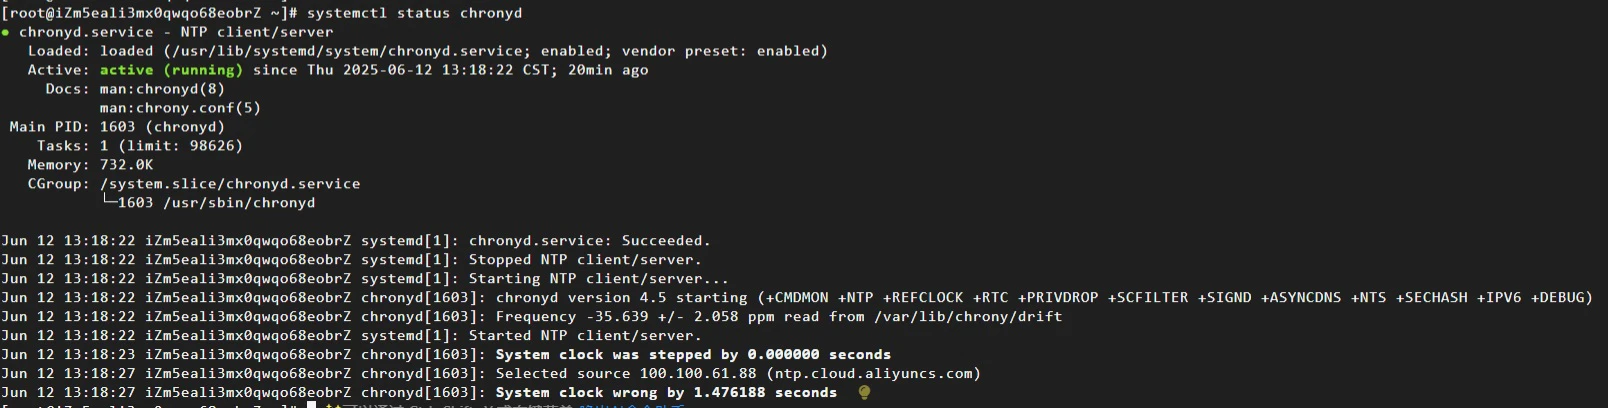 [root@iZm5eali3mx0qwqo68eobrZ ~]# systemctl status chronyd
● chronyd.service - NTP client/server
Loaded: loaded (/usr/lib/systemd/system/chronyd.service; enabled; vendor preset: enabled)
Active: active (running) since Thu 2025-06-12 13:18:22 CST; 20min ago
Docs: man:chronyd(8)
man:chrony.conf(5)
Main PID: 1603 (chronyd)
Tasks: 1 (limit: 98626)
Memory: 732.0K
CGroup: /system.slice/chronyd.service
└─1603 /usr/sbin/chronyd
Jun 12 13:18:22 iZm5eali3mx0qwqo68eobrZ systemd[1]: chronyd.service: Succeeded.
Jun 12 13:18:22 iZm5eali3mx0qwqo68eobrZ systemd[1]: Stopped NTP client/server.
Jun 12 13:18:22 iZm5eali3mx0qwqo68eobrZ systemd[1]: Starting NTP client/server...
Jun 12 13:18:22 iZm5eali3mx0qwqo68eobrZ chronyd[1603]: chronyd version 4.5 starting (+CMDMON +NTP +REFCLOCK +RTC +PRIVDROP +SCFILTER +SIGND +ASYNCDNS +NTS +SECHASH +IPV6 +DEBUG)
Jun 12 13:18:22 iZm5eali3mx0qwqo68eobrZ chronyd[1603]: Frequency -35.639 +/- 2.058 ppm read from /var/lib/chrony/drift
Jun 12 13:18:22 iZm5eali3mx0qwqo68eobrZ systemd[1]: Started NTP client/server.
Jun 12 13:18:23 iZm5eali3mx0qwqo68eobrZ chronyd[1603]: System clock was stepped by 0.000000 seconds
Jun 12 13:18:27 iZm5eali3mx0qwqo68eobrZ chronyd[1603]: Selected source 100.100.61.88 (ntp.cloud.aliyuncs.com)
Jun 12 13:18:27 iZm5eali3mx0qwqo68eobrZ chronyd[1603]: System clock wrong by 1.476188 seconds